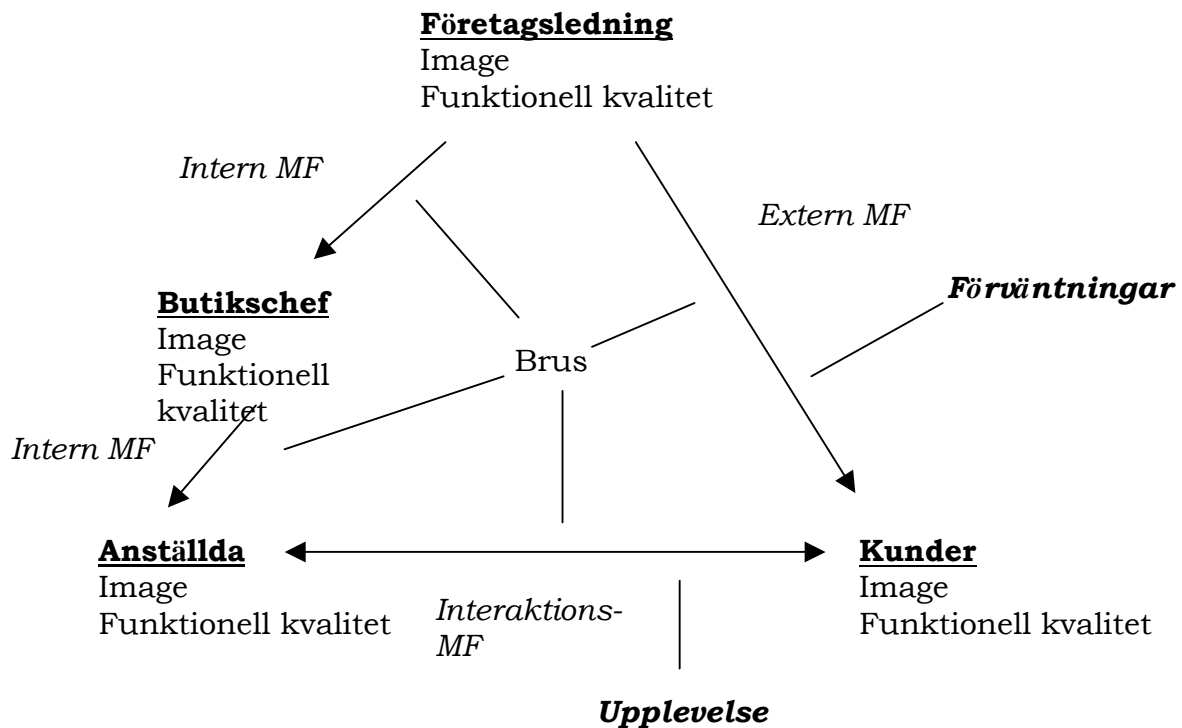 Företagsledning
Image
Funktionell kvalitet
Intern MF
Extern MF
Förväntningar
Butikschef
Image
Funktionell
kvalitet
Brus
Intern MF
Anställda
Image
Funktionell kvalitet
Interaktions-
MF
Kunder
Image
Funktionell kvalitet
Upplevelse